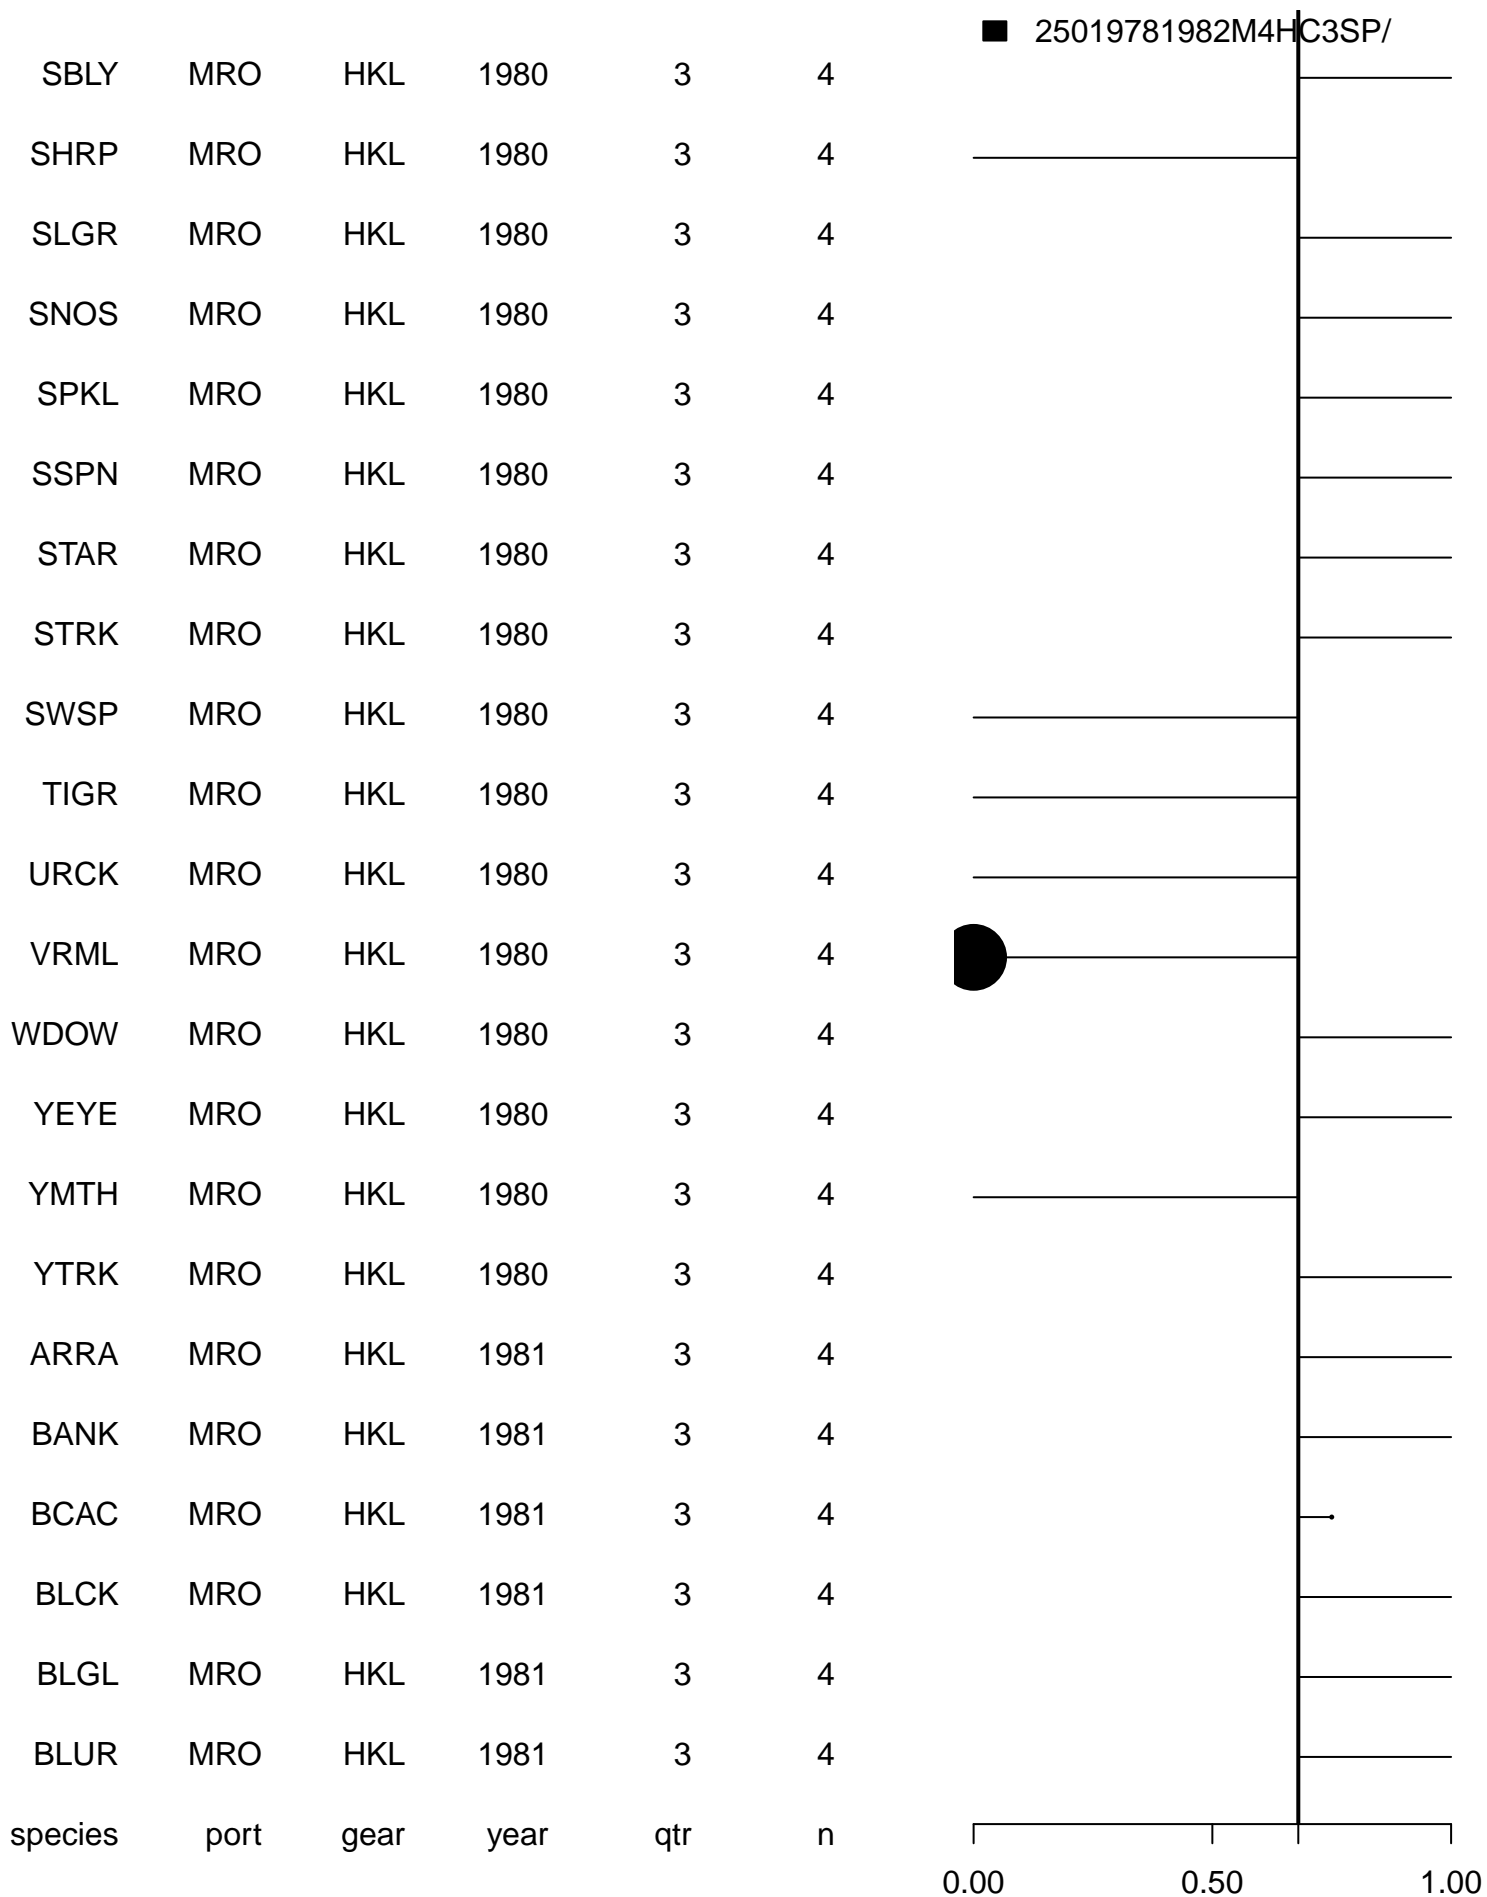 25019781982M4HC3SP/
SBLY MRO HKL 1980 3 4
SHRP MRO HKL 1980 3 4
SLGR MRO HKL 1980 3 4
SNOS MRO HKL 1980 3 4
SPKL MRO HKL 1980 3 4
SSPN MRO HKL 1980 3 4
STAR MRO HKL 1980 3 4
STRK MRO HKL 1980 3 4
SWSP MRO HKL 1980 3 4
TIGR MRO HKL 1980 3 4
URCK MRO HKL 1980 3 4
VRML MRO HKL 1980 3 4
WDOW MRO HKL 1980 3 4
YEYE MRO HKL 1980 3 4
YMTH MRO HKL 1980 3 4
YTRK MRO HKL 1980 3 4
ARRA MRO HKL 1981 3 4
BANK MRO HKL 1981 3 4
BCAC MRO HKL 1981 3 4
BLCK MRO HKL 1981 3 4
BLGL MRO HKL 1981 3 4
BLUR MRO HKL 1981 3 4
species port gear year qtr n
0.00 0.50 1.00